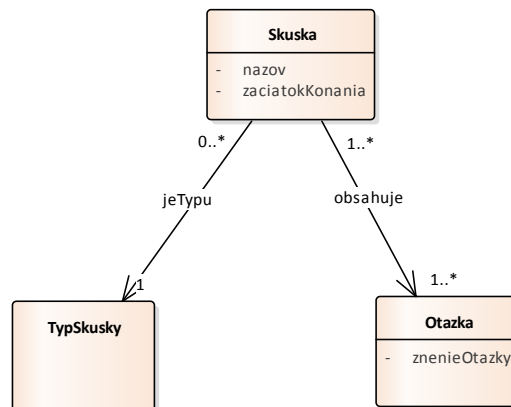 Skuska
- nazov
- zaciatokKonania
0..*
1..*
jeTypu
obsahuje
1
1..*
TypSkusky
Otazka
- znenieOtazky